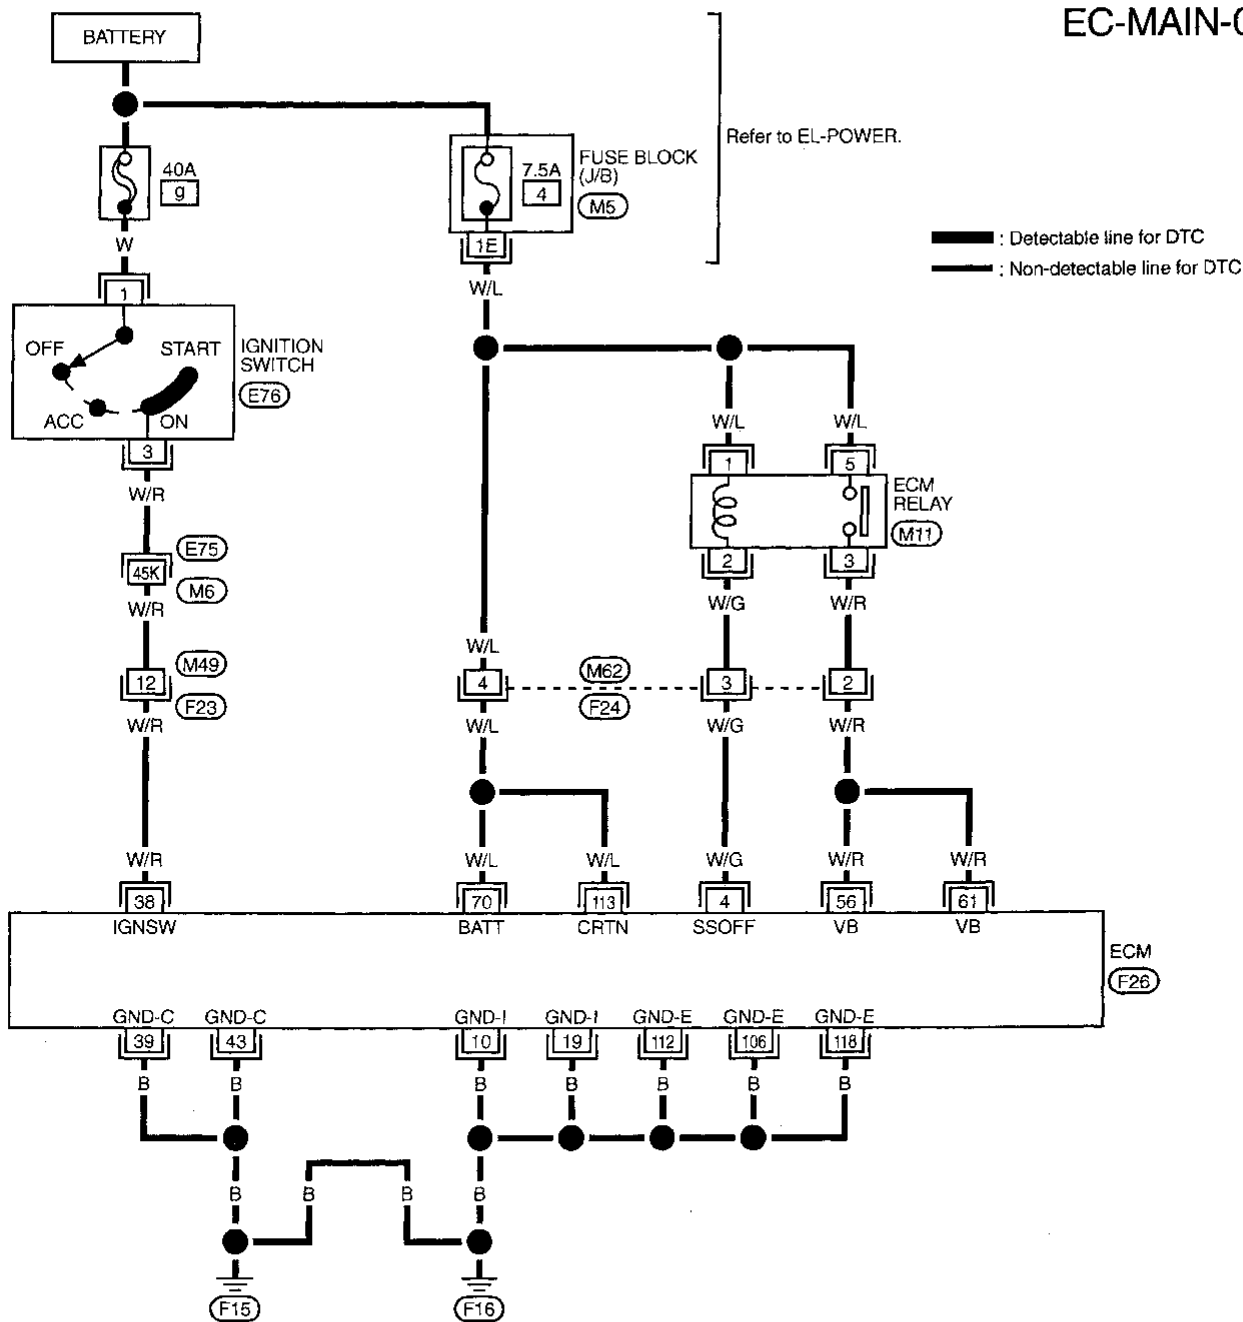 EC-MAIN-0
BATTERY
Refer to EL-POWER.
40A
g
7.5A
4
FUSE BLOCK
(J/B)
M5
1E
W
W/L
: Detectable line for DTC
: Non-detectable line for DTC
1
OFF
START
ACC
ON
IGNITION
SWITCH
E76
3
W/R
W/L
W/L
1
5
ECM
RELAY
M11
2
3
E75
45K
M6
W/R
W/G
W/R
W/L
M49
12
F23
W/R
4
M62
F24
3
2
W/L
W/G
W/R
W/R
W/L
W/L
W/G
W/R
W/R
38
70
113
4
56
61
IGNSW
BATT
CRTN
SSOFF
VB
VB
ECM
F26
GND-C
GND-C
GND-I
GND-I
GND-E
GND-E
GND-E
39
43
10
19
112
106
118
B
B
B
B
B
B
B
B
B
B
B
F15
F16